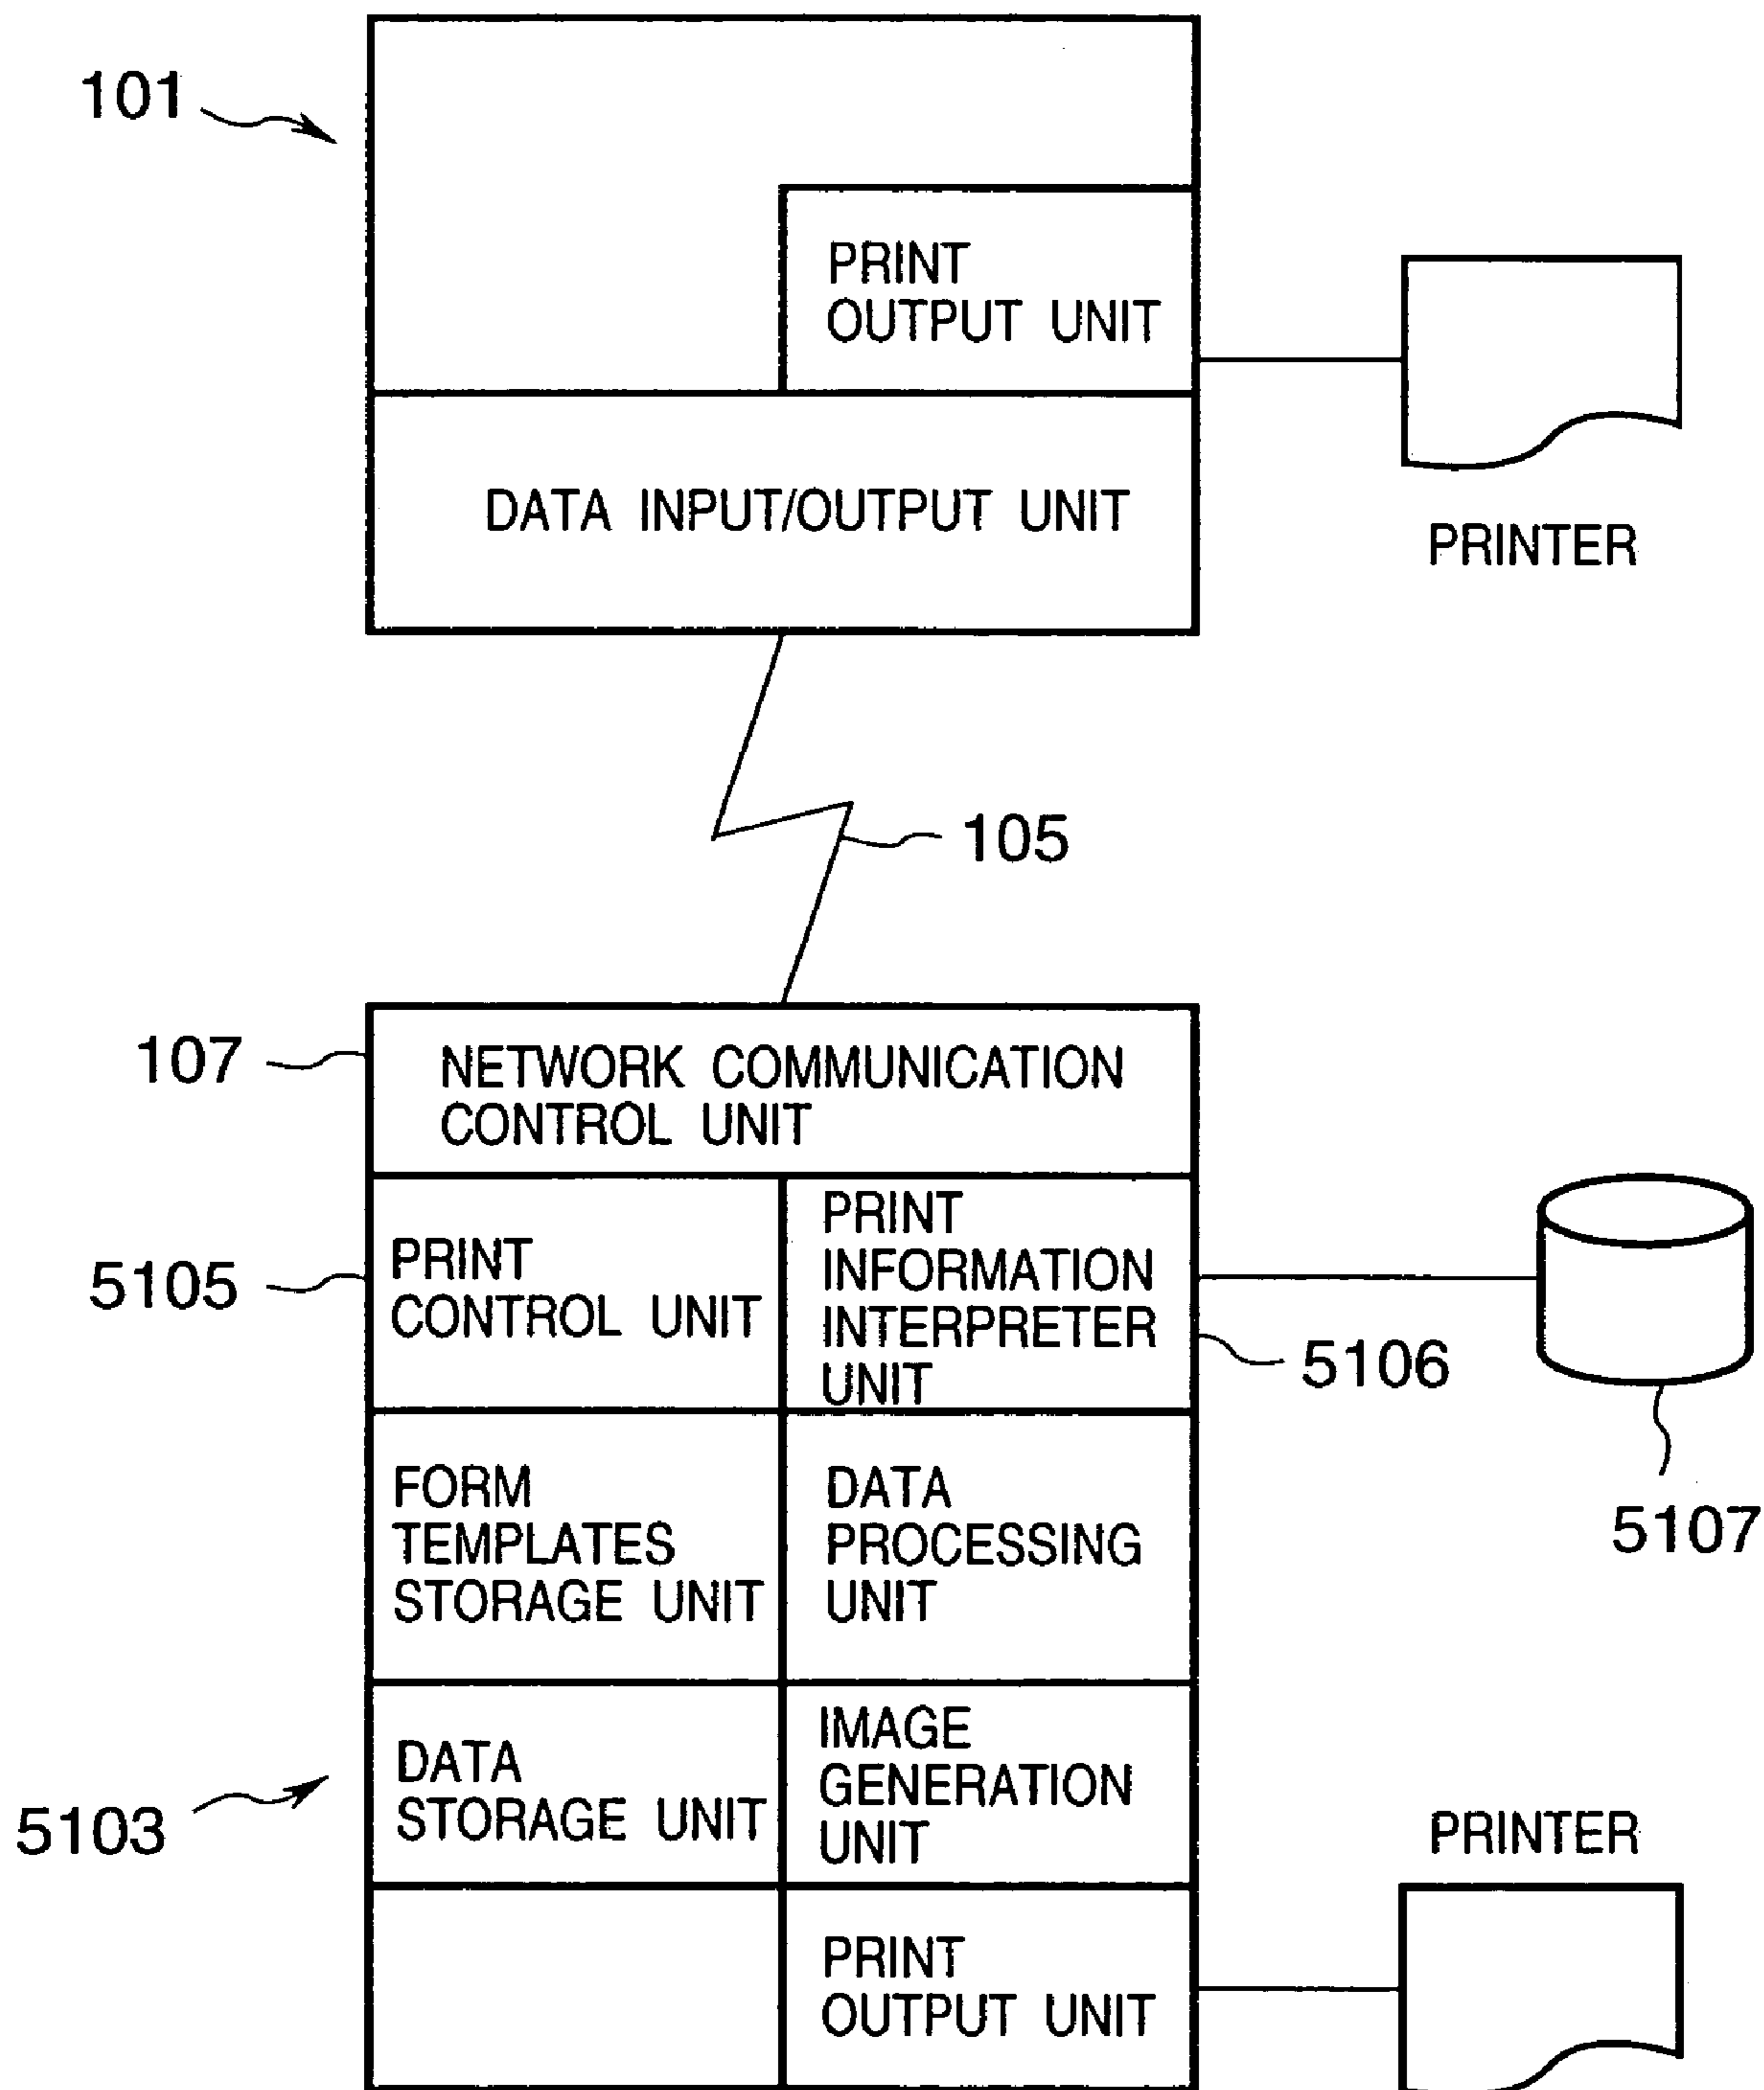 101
PRINT
OUTPUT UNIT
DATA INPUT/OUTPUT UNIT
PRINTER
105
107
NETWORK COMMUNICATION
CONTROL UNIT
5105
PRINT
CONTROL UNIT
PRINT
INFORMATION
INTERPRETER
UNIT
5106
5107
FORM
TEMPLATES
STORAGE UNIT
DATA
PROCESSING
UNIT
5103
DATA
STORAGE UNIT
IMAGE
GENERATION
UNIT
PRINTER
PRINT
OUTPUT UNIT